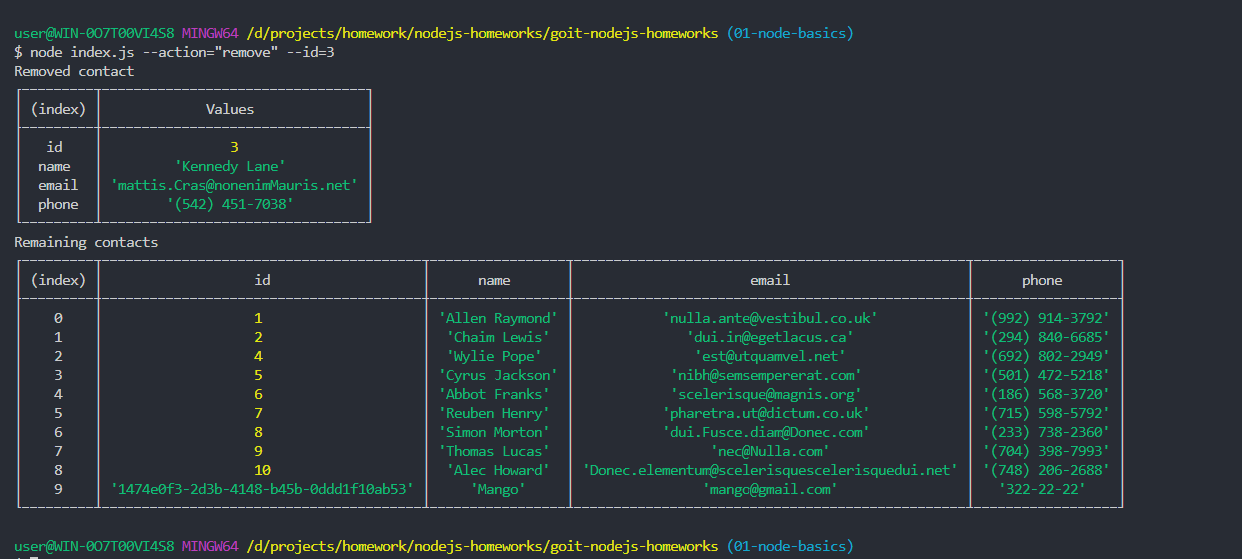 user@WIN-0O7T00VI4S8 MINGW64 /d/projects/homework/nodejs-homeworks/goit-nodejs-homeworks (01-node-basics)
$ node index.js --action="remove" --id=3
Removed contact
(index) Values
id 3
name 'Kennedy Lane'
email 'mattis.Cras@nonenimMauris.net'
phone '(542) 451-7038'
Remaining contacts
(index) id name email phone
0 1 'Allen Raymond' 'nulla.ante@vestibul.co.uk' '(992) 914-3792'
1 2 'Chaim Lewis' 'dui.in@egetlacus.ca' '(294) 840-6685'
2 4 'Wylie Pope' 'est@utquamvel.net' '(692) 802-2949'
3 5 'Cyrus Jackson' 'nibh@semsempererat.com' '(501) 472-5218'
4 6 'Abbot Franks' 'scelerisque@magnis.org' '(186) 568-3720'
5 7 'Reuben Henry' 'pharetra.ut@dictum.co.uk' '(715) 598-5792'
6 8 'Simon Morton' 'dui.Fusce.diam@Donec.com' '(233) 738-2360'
7 9 'Thomas Lucas' 'nec@Nulla.com' '(704) 398-7993'
8 10 'Alec Howard' 'Donec.elementum@scelerisquescelerisquedui.net' '(748) 206-2688'
9 '1474e0f3-2d3b-4148-b45b-0ddd1f10ab53' 'Mango' 'mango@gmail.com' '322-22-22'
user@WIN-0O7T00VI4S8 MINGW64 /d/projects/homework/nodejs-homeworks/goit-nodejs-homeworks (01-node-basics)